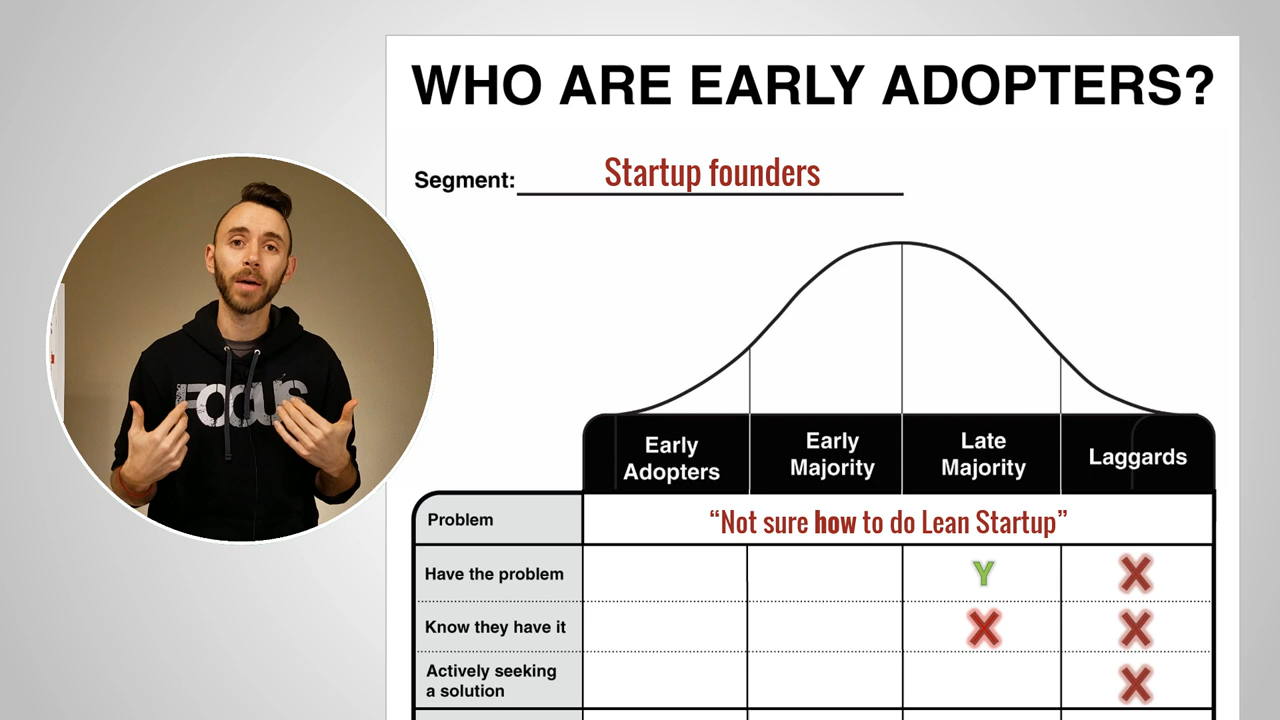 WHO ARE EARLY ADOPTERS?
Segment: Startup founders
FOCUS
Early
Adopters
Early
Majority
Late
Majority
Laggards
Problem
“Not sure how to do Lean Startup”
Have the problem
Y
X
Know they have it
X
X
Actively seeking
a solution
X